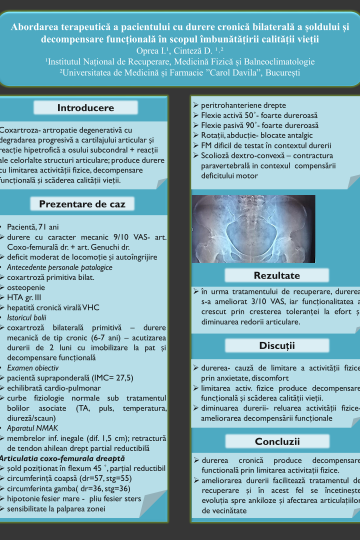 Abordarea terapeutică a pacientului cu durere cronică bilaterală a șoldului și
decompensare funcțională în scopul îmbunătățirii calității vieții
Oprea I.¹, Cinteză D. ¹·²
¹Institutul Național de Recuperare, Medicină Fizică și Balneoclimatologie
²Universitatea de Medicină și Farmacie "Carol Davila", București
Introducere
Coxartroza- artropatie degenerativă cu
degradarea progresivă a cartilajului articular și
reacție hipetrofică a osului subcondral + reacții
ale celorlalte structuri articulare; produce durere
cu limitarea activității fizice, decompensare
funcțională și scăderea calității vieții.
Prezentare de caz
• Pacientă, 71 ani
➢ durere cu caracter mecanic 9/10 VAS- art.
Coxo-femurală dr. + art. Genuchi dr.
➢ deficit moderat de locomoție și autoîngrijire
• Antecedente personale patologice
➢ coxartroză primitiva bilat.
➢ osteopenie
➢ HTA gr. III
➢ hepatită cronică virală VHC
• Istoricul bolii
➢ coxartroză bilaterală primitivă – durere
mecanică de tip cronic (6-7 ani) – acutizarea
durerii de 2 luni cu imobilizare la pat și
decompensare funcțională
• Examen obiectiv
➢ pacientă supraponderală (IMC= 27,5)
➢ echilibrată cardio-pulmonar
➢ curbe fiziologie normale sub tratamentul
bolilor asociate (TA, puls, temperatura,
diureză/scaun)
• Aparatul NMAK
➢ membrelor inf. inegale (dif. 1,5 cm); retractură
de tendon ahilean drept partial reductibilă
Articulatia coxo-femurala dreaptă
➢ șold poziționat în flexum 45 ˚, parțial reductibil
➢ circumferință coapsă (dr=57, stg=55)
➢ circumferinta gamba( dr=36, stg=36)
➢ hipotonie fesier mare - pliu fesier sters
➢ sensibilitate la palparea zonei
➢ peritrohanteriene drepte
➢ Flexie activă 50˚- foarte dureroasă
➢ Flexie pasivă 90˚- foarte dureroasă
➢ Rotații, abducție- blocate antalgic
➢ FM dificil de testat în contextul durerii
➢ Scolioză dextro-convexă – contractura
paravertebrală in contexul compensării
deficitului motor
Rezultate
➢ în urma tratamentului de recuperare, durerea
s-a ameliorat 3/10 VAS, iar funcționalitatea a
crescut prin cresterea toleranței la efort ș
diminuarea redorii articulare.
Discuții
➢ durerea- cauză de limitare a activității fizice
prin anxietate, discomfort
➢ limitarea activ. fizice produce decompensare
funcțională și scăderea calității vieții.
➢ diminuarea durerii- reluarea activității fizice-
ameliorarea decompensării funcționale
Concluzii
➢ durerea cronică produce decompensare
funcțională prin limitarea activitații fizice.
➢ ameliorarea durerii facilitează tratamentul de
recuperare și in acest fel se încetinește
evoluția spre ankiloze și afectarea articulațiilor
de vecinătate